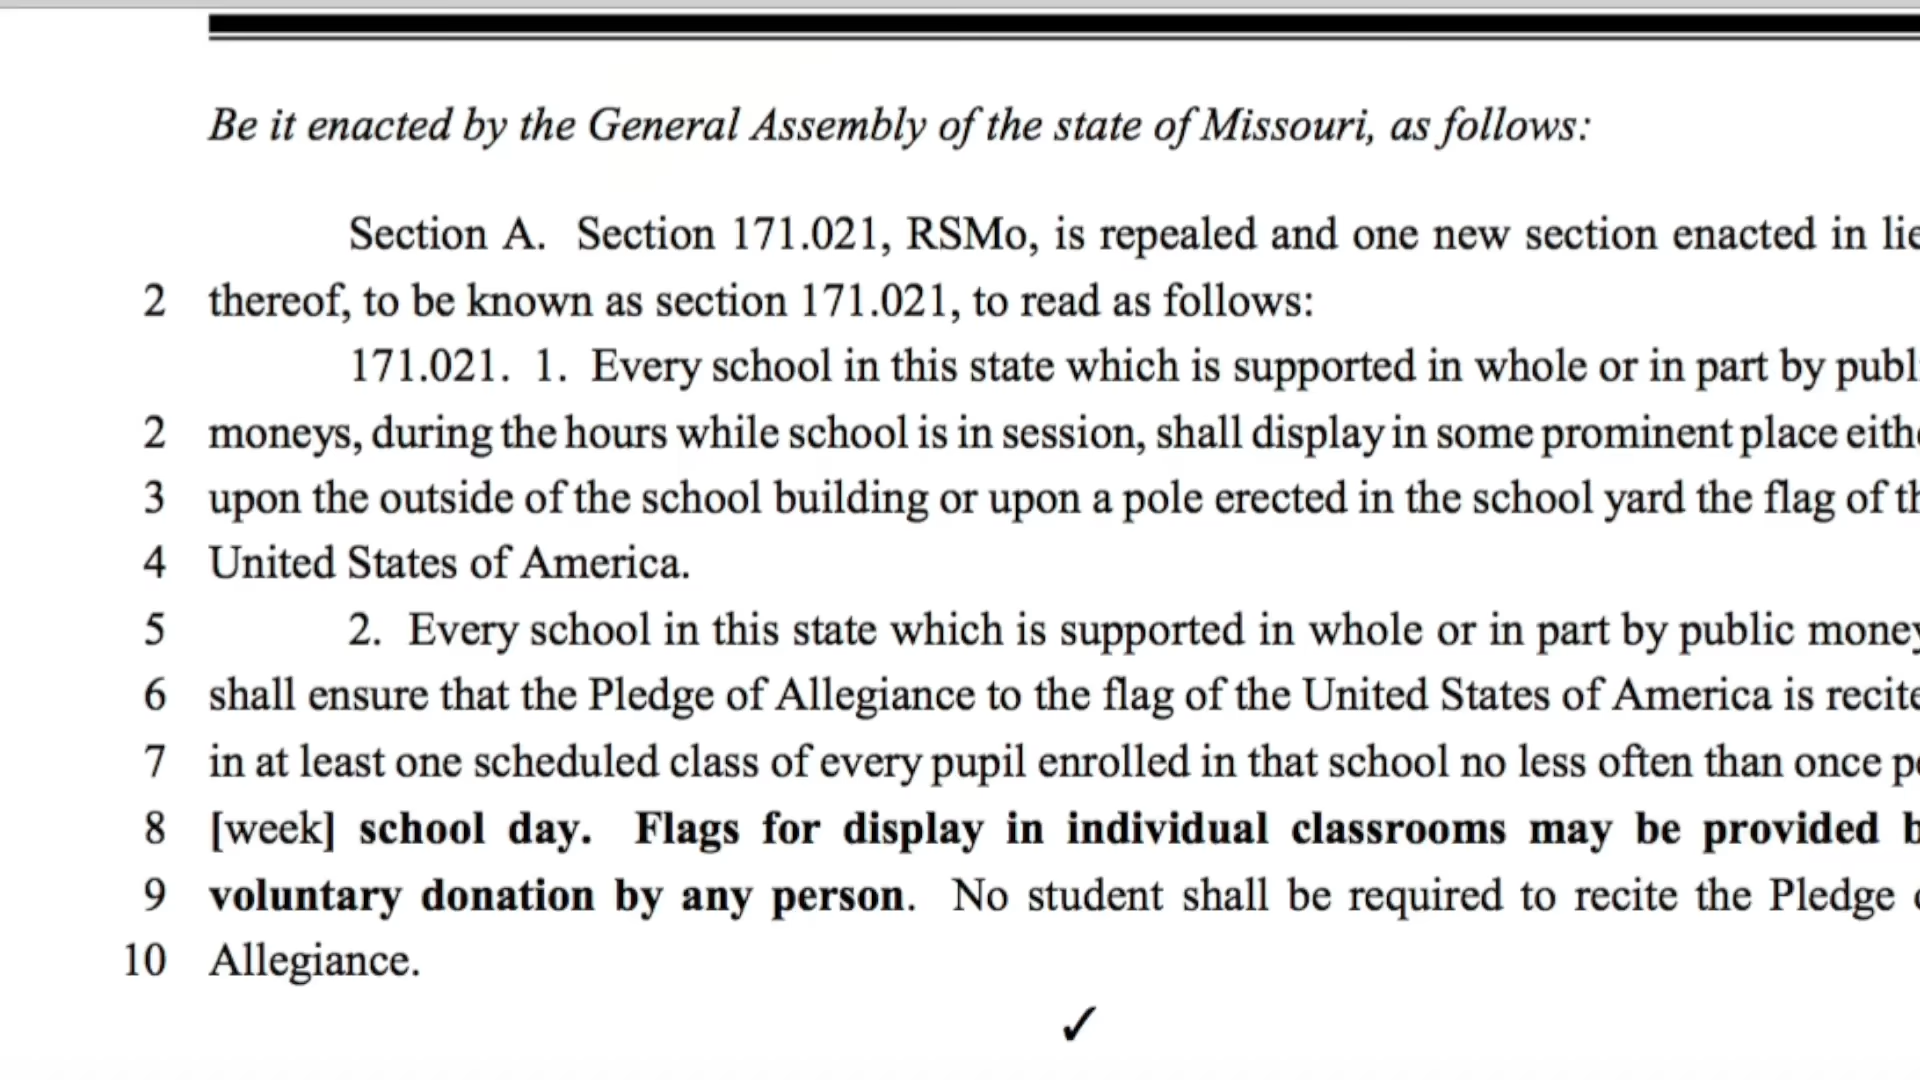 Be it enacted by the General Assembly of the state of Missouri, as follows:
Section A. Section 171.021, RSMo, is repealed and one new section enacted in
2 thereof, to be known as section 171.021, to read as follows:
171.021. 1. Every school in this state which is supported in whole or in part by
2 moneys, during the hours while school is in session, shall display in some prominent place
3 upon the outside of the school building or upon a pole erected in the school yard the flag of
4 United States of America.
5 2. Every school in this state which is supported in whole or in part by public
6 shall ensure that the Pledge of Allegiance to the flag of the United States of America is
7 in at least one scheduled class of every pupil enrolled in that school no less often than once
8 [week] school day. Flags for display in individual classrooms may be provided
9 voluntary donation by any person. No student shall be required to recite the Pledge
10 Allegiance.
✓